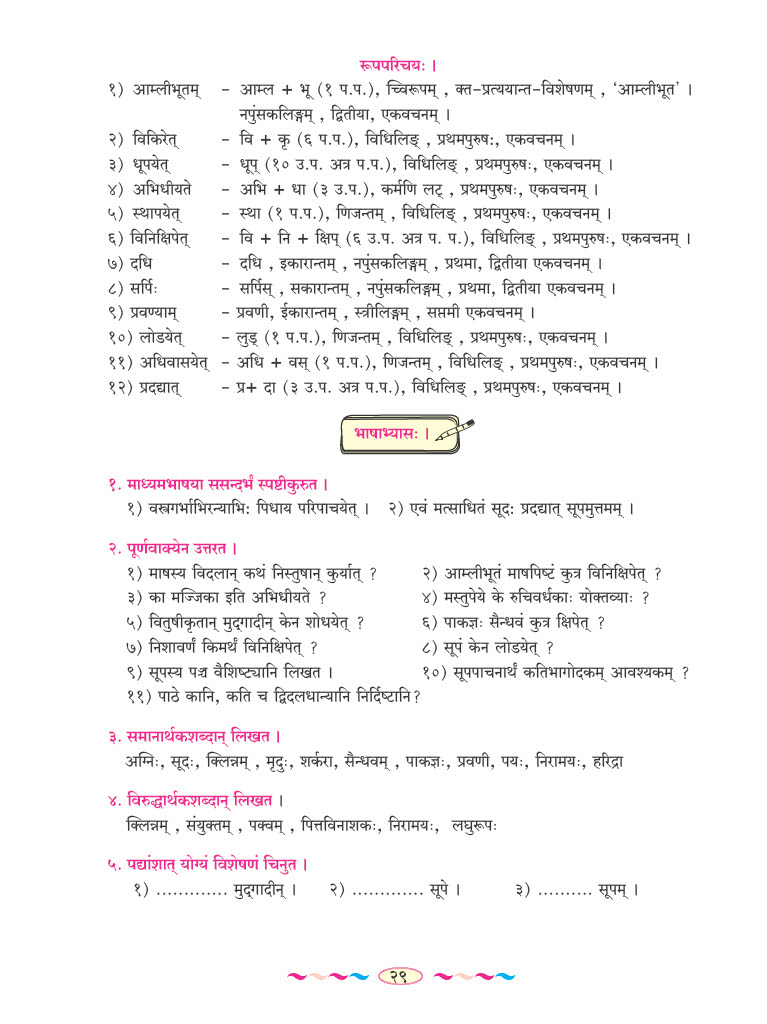 रूपपरिचयः ।
१) आम्लीभूतम् – आम्ल + भू (१ प.प.), च्विरूपम् , क्त-प्रत्ययान्त-विशेषणम् , ‘आम्लीभूत’ ।
नपुंसकलिङ्गम् , द्वितीया, एकवचनम् ।
२) विकिरेत् – वि + कृ (६ प.प.), विधिलिङ् , प्रथमपुरुषः, एकवचनम् ।
३) धूपयेत् – धूप् (१० उ.प. अत्र प.प.), विधिलिङ् , प्रथमपुरुषः, एकवचनम् ।
४) अभिधीयते – अभि + धा (३ उ.प.), कर्मणि लट् , प्रथमपुरुषः, एकवचनम् ।
५) स्थापयेत् – स्था (१ प.प.), णिजन्तम् , विधिलिङ् , प्रथमपुरुषः, एकवचनम् ।
६) विनिक्षिपेत् – वि + नि + क्षिप् (६ उ.प. अत्र प. प.), विधिलिङ् , प्रथमपुरुषः, एकवचनम् ।
७) दधि – दधि , इकारान्तम् , नपुंसकलिङ्गम् , प्रथमा, द्वितीया एकवचनम् ।
८) सर्पिः – सर्पिस् , सकारान्तम् , नपुंसकलिङ्गम् , प्रथमा, द्वितीया एकवचनम् ।
९) प्रवण्याम् – प्रवणी, ईकारान्तम् , स्त्रीलिङ्गम् , सप्तमी एकवचनम् ।
१०) लोडयेत् – लुड् (१ प.प.), णिजन्तम् , विधिलिङ् , प्रथमपुरुषः, एकवचनम् ।
११) अधिवासयेत् – अधि + वस् (१ प.प.), णिजन्तम् , विधिलिङ् , प्रथमपुरुषः, एकवचनम् ।
१२) प्रदद्यात् – प्र+ दा (३ उ.प. अत्र प.प.), विधिलिङ् , प्रथमपुरुषः, एकवचनम् ।
भाषाभ्यासः ।
१. माध्यमभाषया ससन्दर्भं स्पष्टीकुरुत ।
१) वस्त्रगर्भाभिरन्याभिः पिधाय परिपाचयेत् । २) एवं मत्साधितं सूदः प्रदद्यात् सूपमुत्तमम् ।
२. पूर्णवाक्येन उत्तरत ।
१) माषस्य विदलान् कथं निस्तुषान् कुर्यात् ? २) आम्लीभूतं माषपिष्टं कुत्र विनिक्षिपेत् ?
३) का मज्जिका इति अभिधीयते ? ४) मस्तुपेये के रुचिवर्धकाः योक्तव्याः ?
५) वितुषीकृतान् मुद्गादीन् केन शोधयेत् ? ६) पाकज्ञः सैन्धवं कुत्र क्षिपेत् ?
७) निशावर्णं किमर्थं विनिक्षिपेत् ? ८) सूपं केन लोडयेत् ?
९) सूपस्य पञ्च वैशिष्ट्यानि लिखत । १०) सूपपाचनार्थं कतिभागोदकम् आवश्यकम् ?
११) पाठे कानि, कति च द्विदलधान्यानि निर्दिष्टानि?
३. समानार्थकशब्दान् लिखत ।
अग्निः, सूदः, क्लिन्नम् , मृदुः, शर्करा, सैन्धवम् , पाकज्ञः, प्रवणी, पयः, निरामयः, हरिद्रा
४. विरुद्धार्थकशब्दान् लिखत ।
क्लिन्नम् , संयुक्तम् , पक्वम् , पित्तविनाशकः, निरामयः, लघुरूपः
५. पद्यांशात् योग्यं विशेषणं चिनुत ।
१) ............. मुद्गादीन् । २) ............. सूपे । ३) .......... सूपम् ।
२९